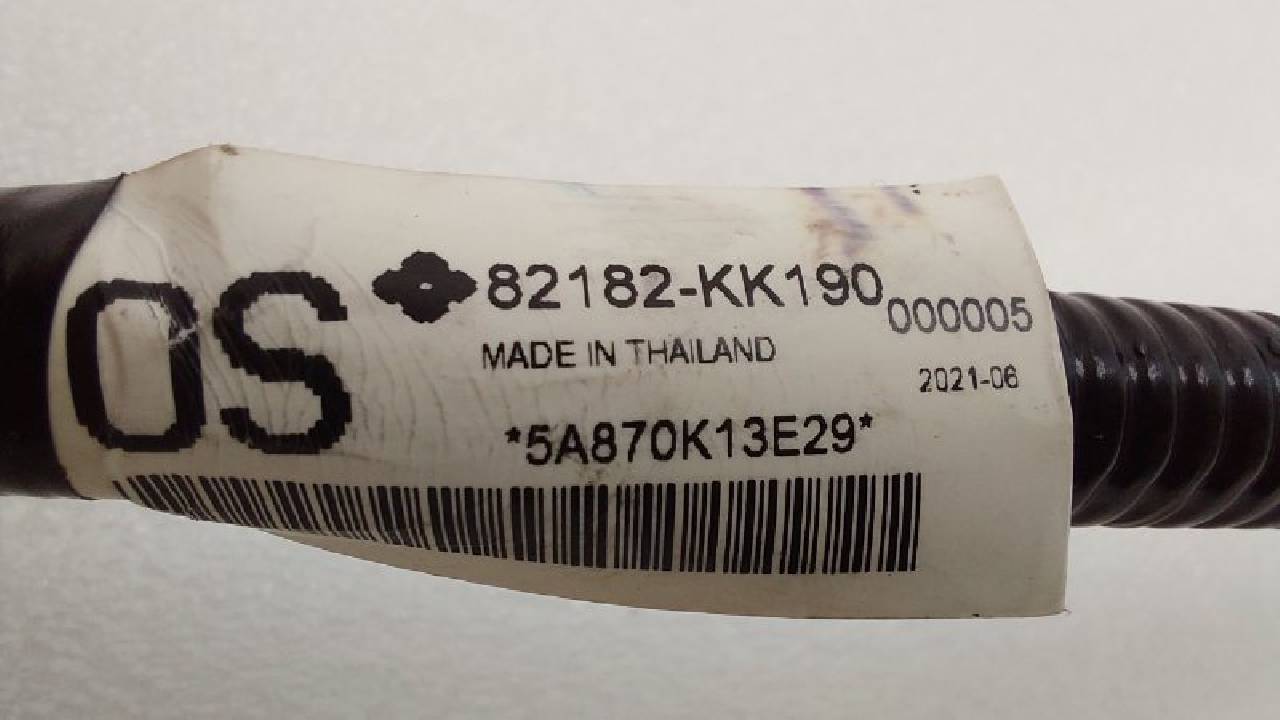 OS
82182-KK190 000005
MADE IN THAILAND
2021-06
*5A870K13E29*